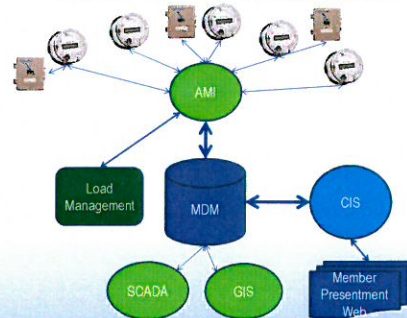 AMI
Load
Management
MDM
CIS
SCADA
GIS
Member
Presentment
Web